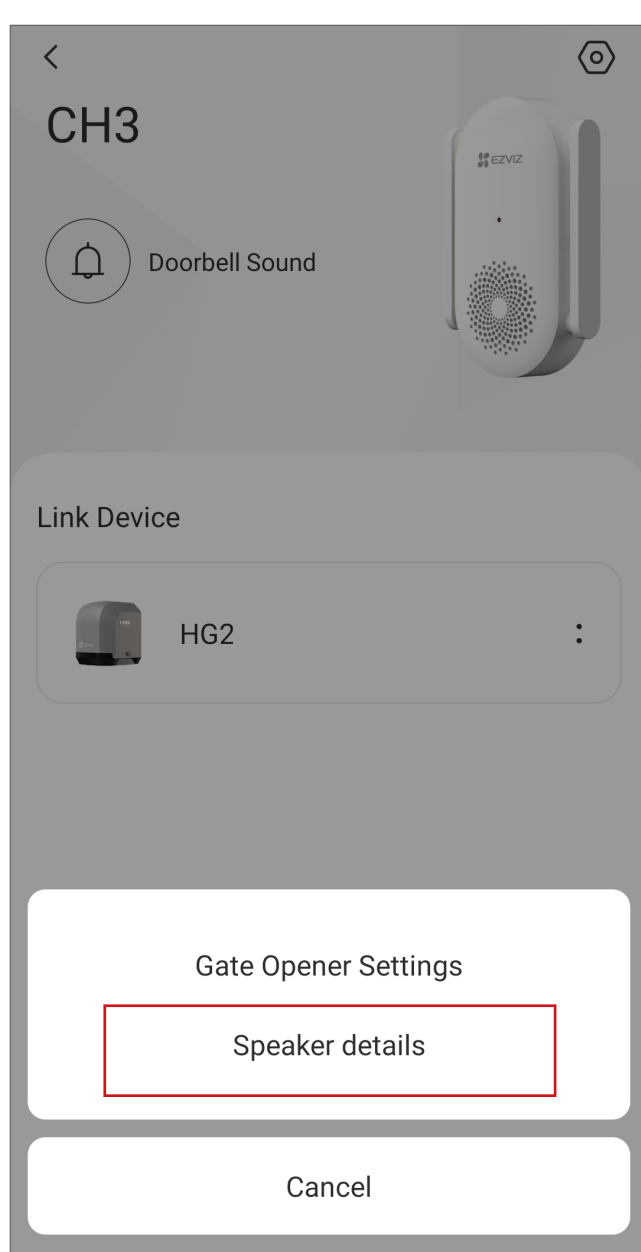 CH3
EZVIZ
Doorbell Sound
Link Device
HG2
Gate Opener Settings
Speaker details
Cancel